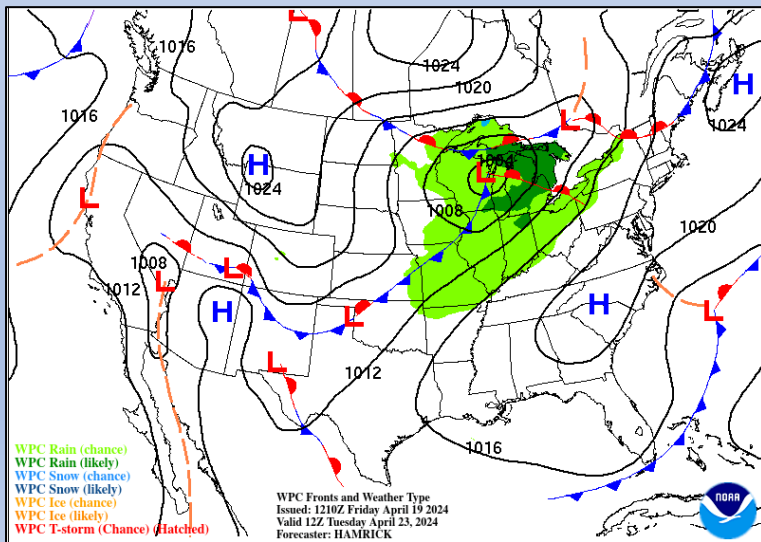 1016
L
1024
1020
H
1024
1016
L
1004
H
1024
L
1008
L
1020
1008
L
L
1012
H
H
L
L
L
1012
1016
WPC Rain (chance)
WPC Rain (likely)
WPC Snow (chance)
WPC Snow (likely)
WPC Ice (chance)
WPC Ice (likely)
WPC T-storm (Chance) (Hatched)
WPC Fronts and Weather Type
Issued: 1210Z Friday April 19 2024
Valid 12Z Tuesday April 23, 2024
Forecaster: HAMRICK
NOAA